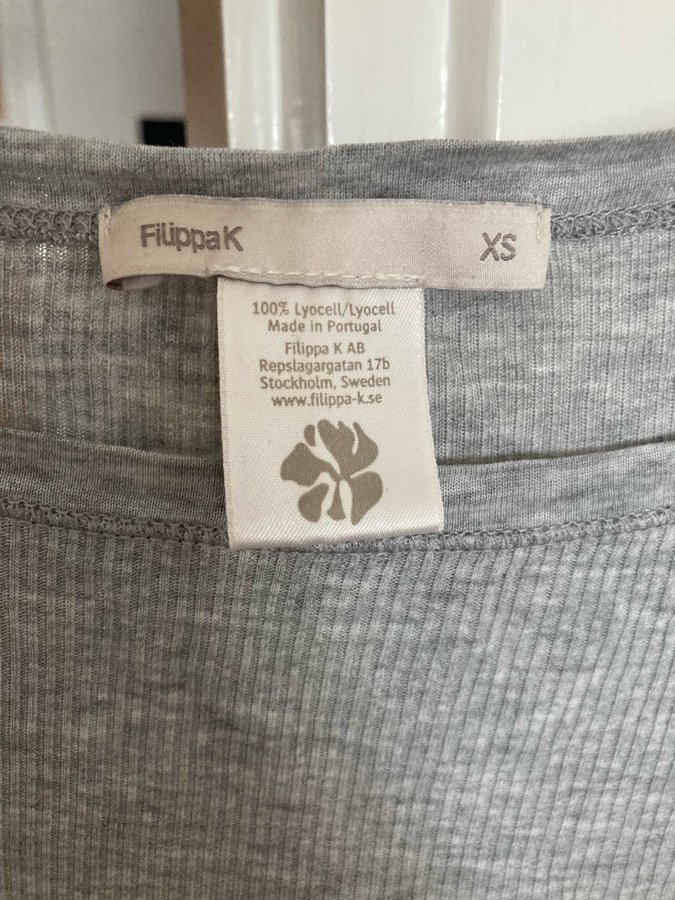 Filippa K
XS
100% Lyocell/Lyocell
Made in Portugal
Filippa K AB
Repslagargatan 17b
Stockholm, Sweden
www.filippa-k.se